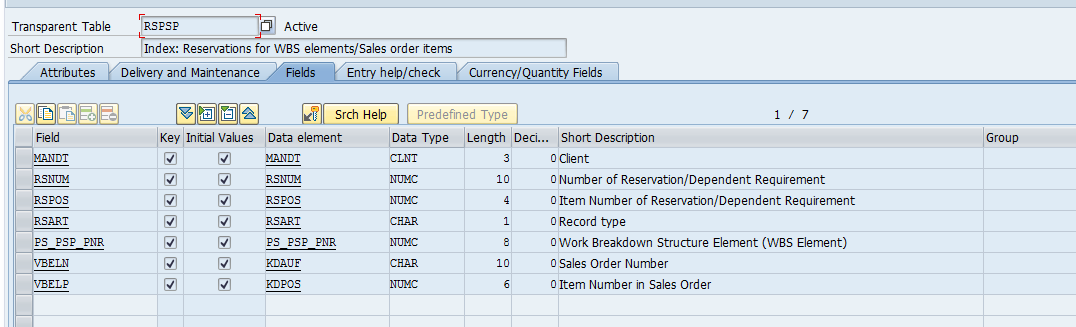 Transparent Table RSPSP Active
Short Description Index: Reservations for WBS elements/Sales order items
Attributes Delivery and Maintenance Fields Entry help/check Currency/Quantity Fields
Srch Help Predefined Type 1 / 7
Field Key Initial Values Data element Data Type Length Deci... Short Description Group
MANDT MANDT CLNT 3 0 Client
RSNUM RSNUM NUMC 10 0 Number of Reservation/Dependent Requirement
RSPOS RSPOS NUMC 4 0 Item Number of Reservation/Dependent Requirement
RSART RSART CHAR 1 0 Record type
PS_PSP_PNR PS_PSP_PNR NUMC 8 0 Work Breakdown Structure Element (WBS Element)
VBELN KDAUF CHAR 10 0 Sales Order Number
VBELP KDPOS NUMC 6 0 Item Number in Sales Order